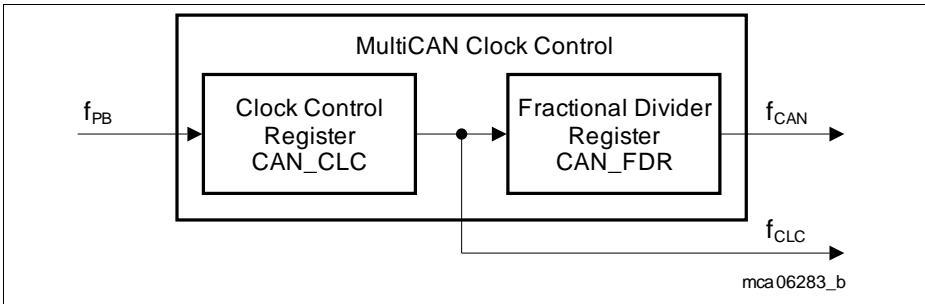 MultiCAN Clock Control
f_PB
Clock Control
Register
CAN_CLC
Fractional Divider
Register
CAN_FDR
f_CAN
f_CLC
mca06283_b